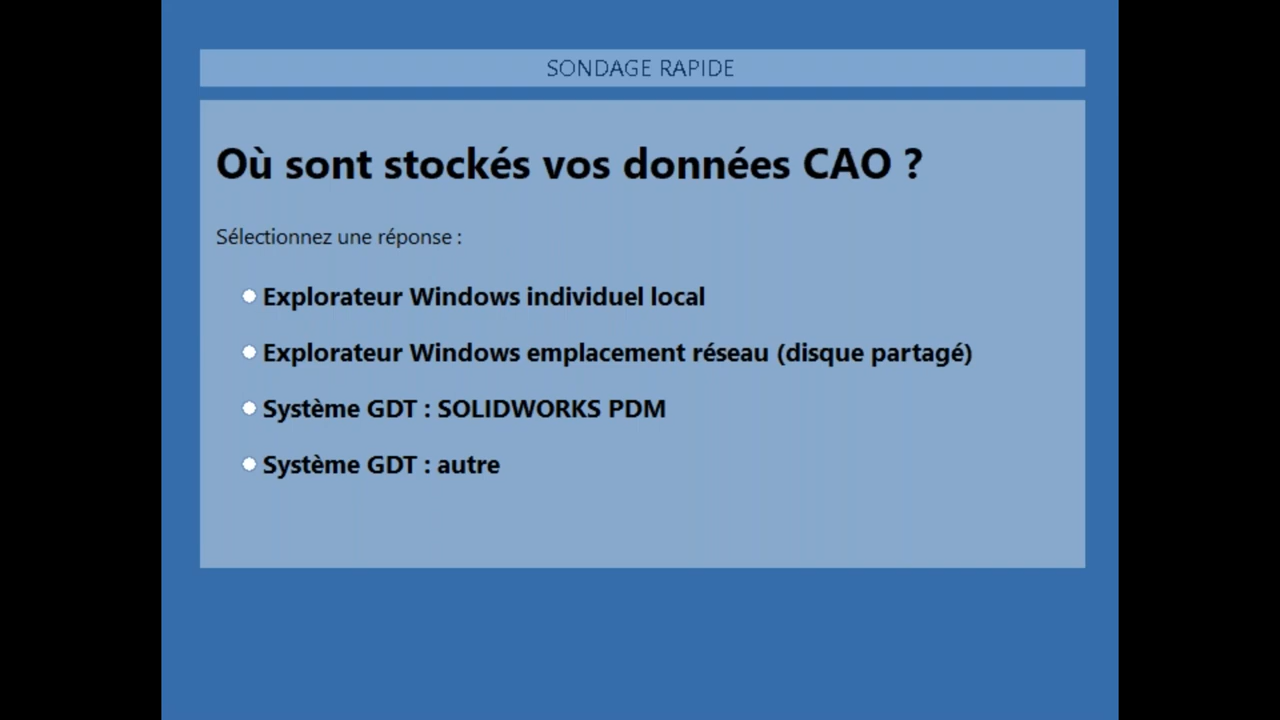 SONDAGE RAPIDE
Où sont stockés vos données CAO ?
Sélectionnez une réponse :
Explorateur Windows individuel local
Explorateur Windows emplacement réseau (disque partagé)
Système GDT : SOLIDWORKS PDM
Système GDT : autre